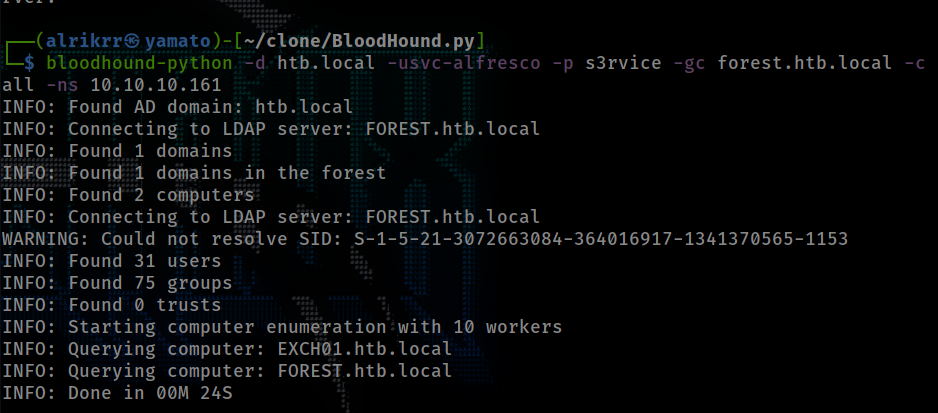 ┌──(alrikrr㉿yamato)-[~/clone/BloodHound.py]
└─$ bloodhound-python -d htb.local -usvc-alfresco -p s3rvice -gc forest.htb.local -c
all -ns 10.10.10.161
INFO: Found AD domain: htb.local
INFO: Connecting to LDAP server: FOREST.htb.local
INFO: Found 1 domains
INFO: Found 1 domains in the forest
INFO: Found 2 computers
INFO: Connecting to LDAP server: FOREST.htb.local
WARNING: Could not resolve SID: S-1-5-21-3072663084-364016917-1341370565-1153
INFO: Found 31 users
INFO: Found 75 groups
INFO: Found 0 trusts
INFO: Starting computer enumeration with 10 workers
INFO: Querying computer: EXCH01.htb.local
INFO: Querying computer: FOREST.htb.local
INFO: Done in 00M 24S